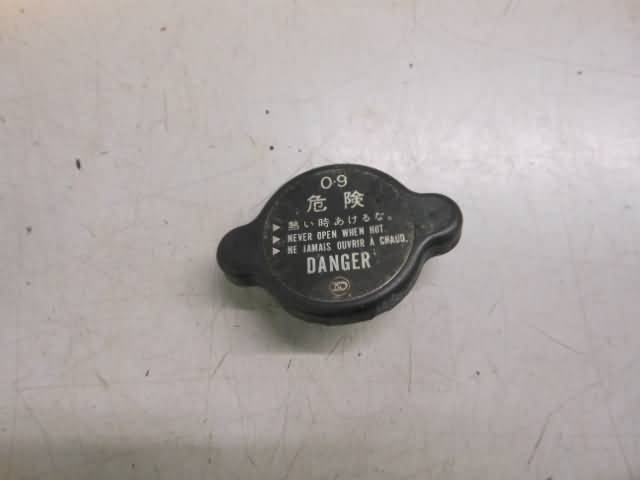 0.9
危険
▼ 熱い時あけるな。
▼ NEVER OPEN WHEN HOT
▼ NE JAMAIS OUVRIR À CHAUD.
DANGER